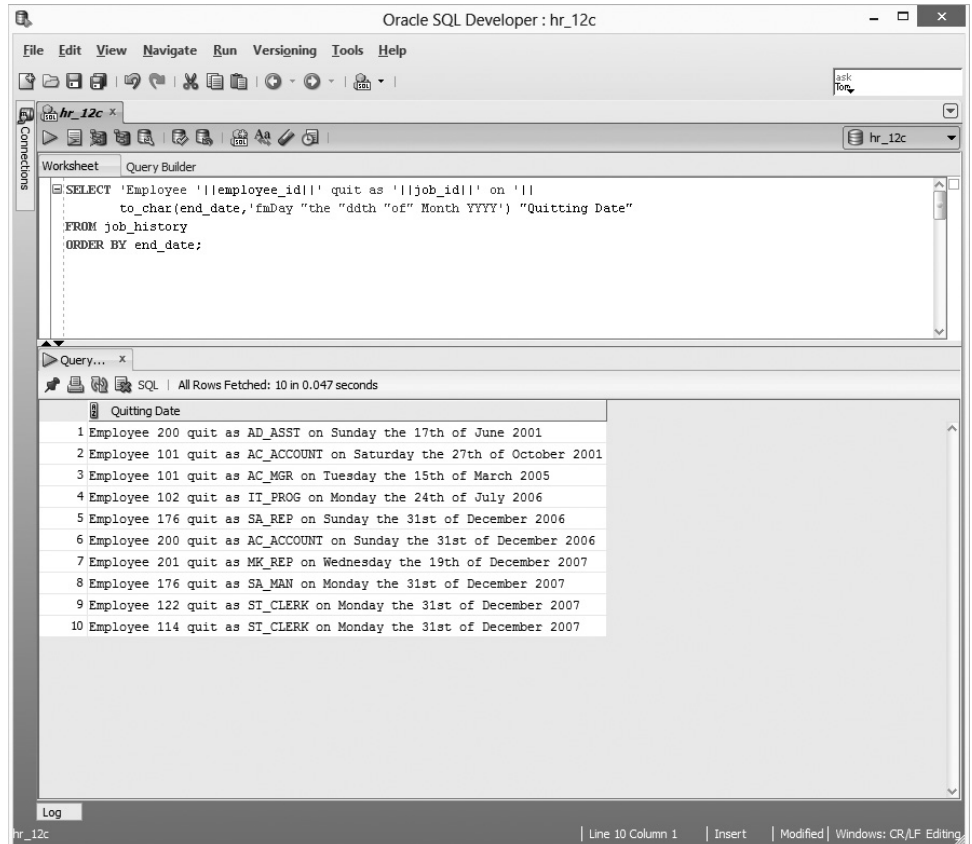 Oracle SQL Developer : hr_12c
File Edit View Navigate Run Versioning Tools Help
ask
Tom
hr_12c x
Connections
hr_12c
Worksheet Query Builder
SELECT 'Employee '||employee_id||' quit as '||job_id||' on '||
to_char(end_date,'fmDay "the "ddth "of" Month YYYY') "Quitting Date"
FROM job_history
ORDER BY end_date;
Query... x
SQL | All Rows Fetched: 10 in 0.047 seconds
Quitting Date
1 Employee 200 quit as AD_ASST on Sunday the 17th of June 2001
2 Employee 101 quit as AC_ACCOUNT on Saturday the 27th of October 2001
3 Employee 101 quit as AC_MGR on Tuesday the 15th of March 2005
4 Employee 102 quit as IT_PROG on Monday the 24th of July 2006
5 Employee 176 quit as SA_REP on Sunday the 31st of December 2006
6 Employee 200 quit as AC_ACCOUNT on Sunday the 31st of December 2006
7 Employee 201 quit as MK_REP on Wednesday the 19th of December 2007
8 Employee 176 quit as SA_MAN on Monday the 31st of December 2007
9 Employee 122 quit as ST_CLERK on Monday the 31st of December 2007
10 Employee 114 quit as ST_CLERK on Monday the 31st of December 2007
Log
hr_12c | Line 10 Column 1 | Insert | Modified | Windows: CR/LF Editing